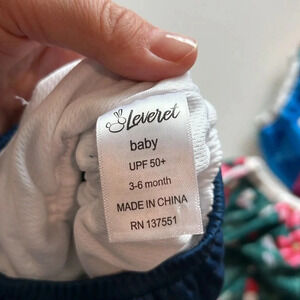 Leveret
baby
UPF 50+
3-6 month
MADE IN CHINA
RN 137551